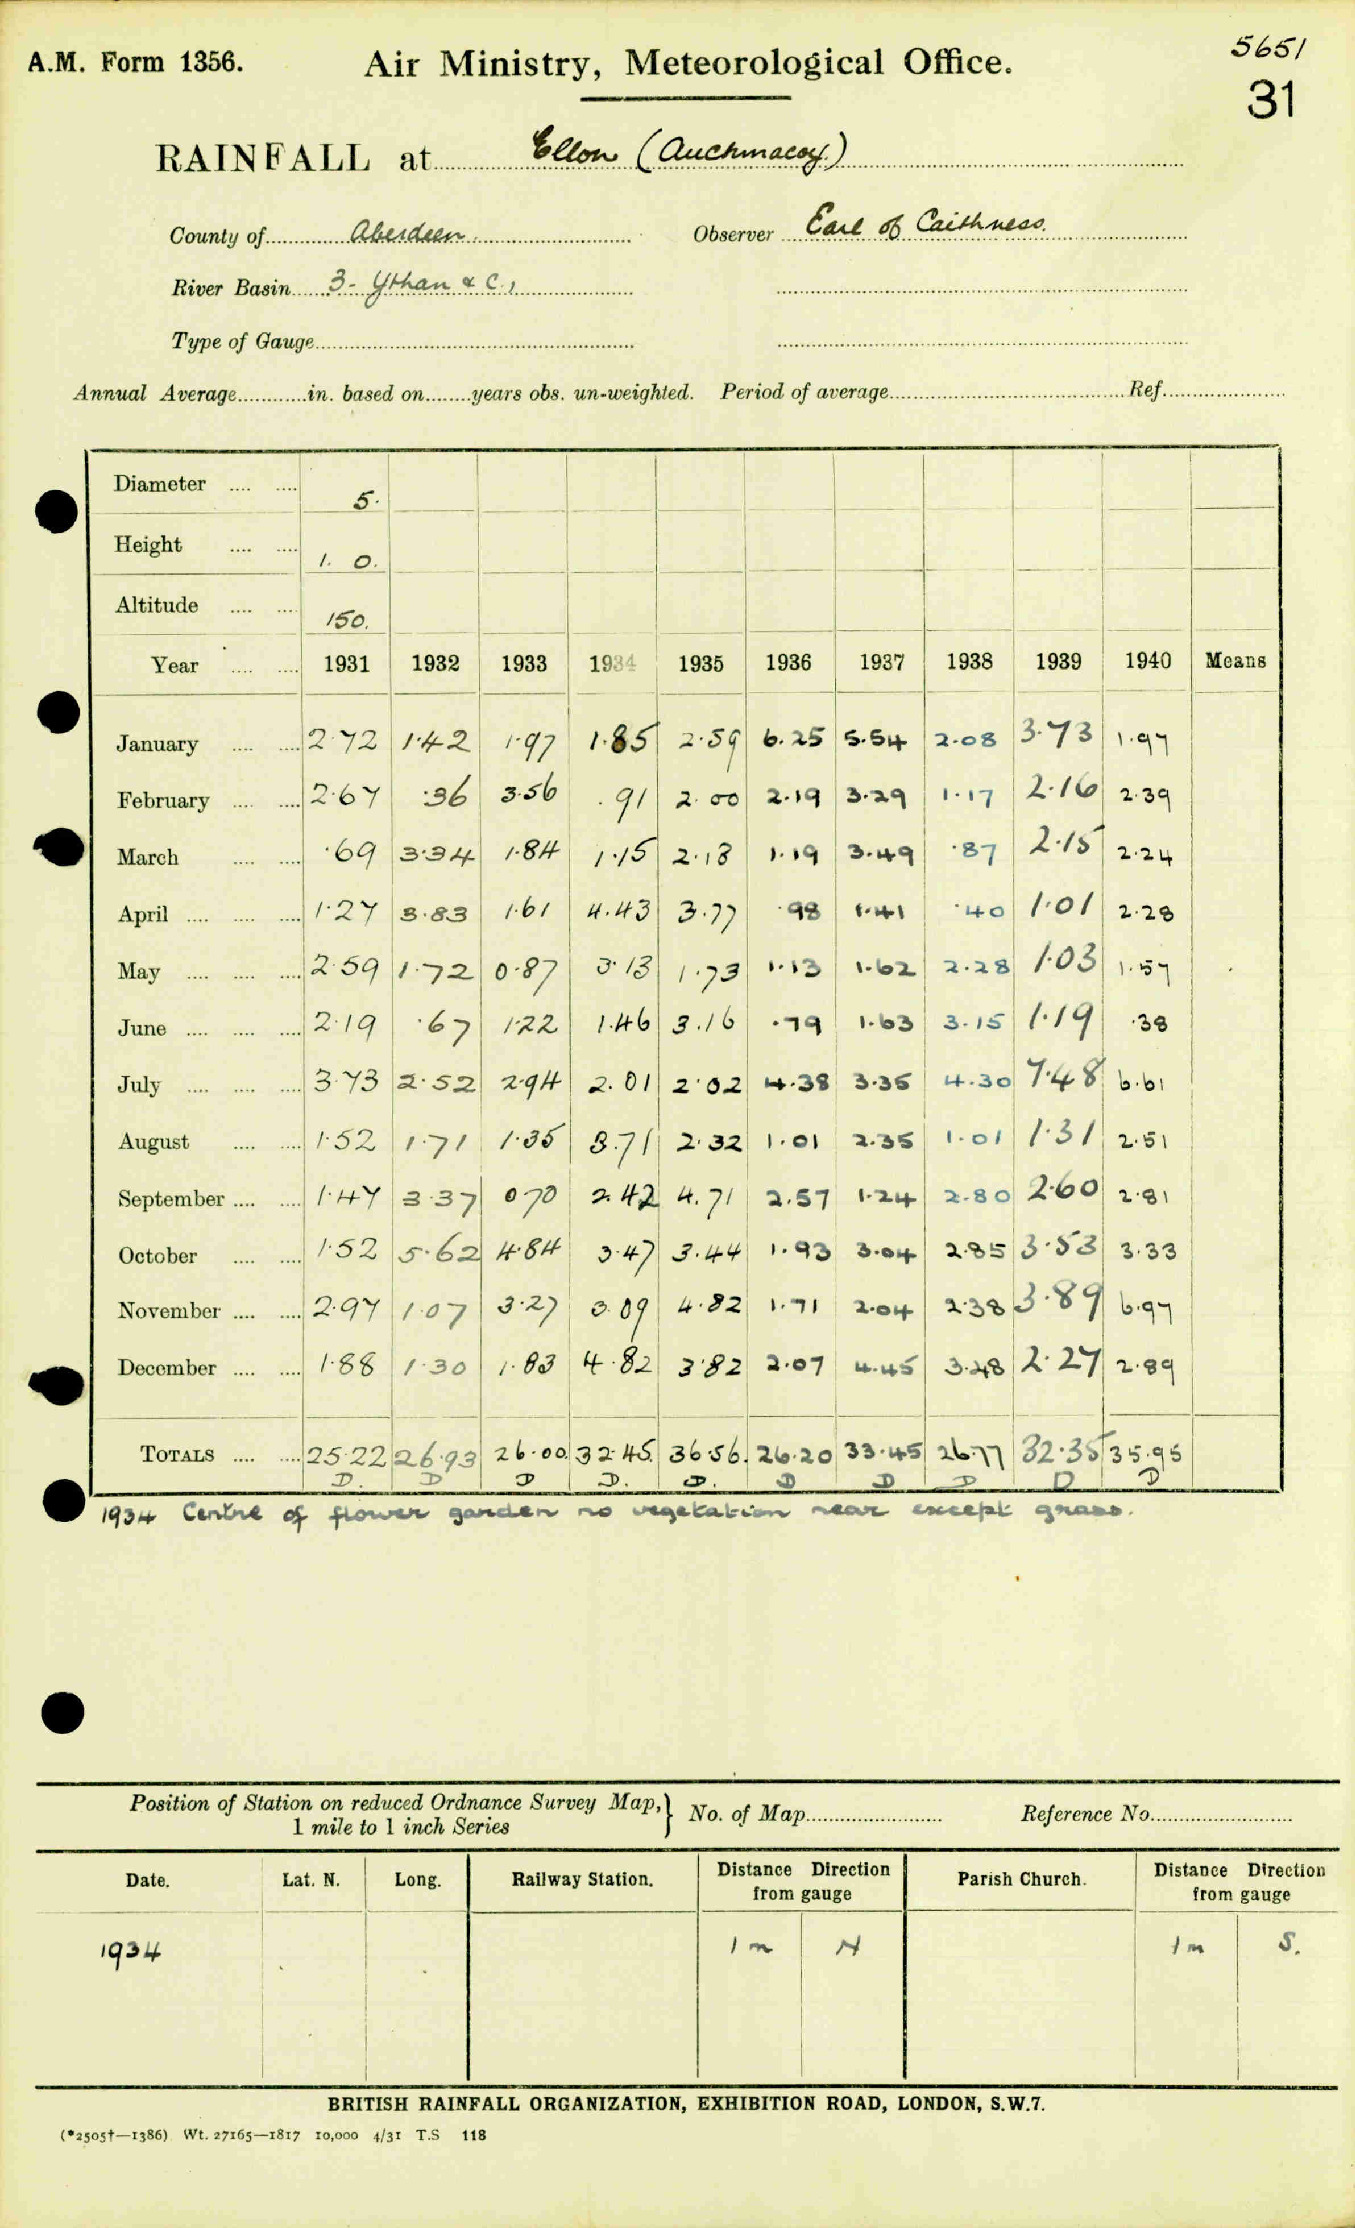 5651
A.M. Form 1356. Air Ministry, Meteorological Office.
31
RAINFALL at Ellon (Auchmacoy)
County of Aberdeen. Observer Earl of Caithness.
River Basin 3- Ythan & C.,
Type of Gauge
Annual Average in. based on years obs. un-weighted. Period of average Ref.
Diameter 5.
Height 1. 0.
Altitude 150.
Year 1931 1932 1933 1934 1935 1936 1937 1938 1939 1940 Means
January 2.72 1.42 1.97 1.85 2.59 6.25 5.54 2.08 3.73 1.97
February 2.67 .36 3.56 .91 2.00 2.19 3.29 1.17 2.16 2.39
March .69 3.34 1.84 1.15 2.18 1.19 3.49 .87 2.15 2.24
April 1.27 3.83 1.61 4.43 3.77 .98 1.41 .40 1.01 2.28
May 2.59 1.72 0.87 3.13 1.73 1.13 1.62 2.28 1.03 1.57
June 2.19 .67 1.22 1.46 3.16 .79 1.63 3.15 1.19 .38
July 3.73 2.52 2.94 2.01 2.02 4.38 3.35 4.30 7.48 6.61
August 1.52 1.71 1.35 3.71 2.32 1.01 2.35 1.01 1.31 2.51
September 1.47 3.37 0.70 2.42 4.71 2.57 1.24 2.80 2.60 2.81
October 1.52 5.62 4.84 3.47 3.44 1.93 3.04 2.85 3.53 3.33
November 2.97 1.07 3.27 3.09 4.82 1.71 2.04 2.38 3.89 6.97
December 1.88 1.30 1.83 4.82 3.82 2.07 4.45 3.48 2.27 2.89
TOTALS 25.22 26.93 26.00. 32.45. 36.56. 26.20 33.45 26.77 32.35 35.95
D. D D D. D. D D D D D
1934 Centre of flower garden no vegetation near except grass.
Position of Station on reduced Ordnance Survey Map, 1 mile to 1 inch Series } No. of Map Reference No.
Date. Lat. N. Long. Railway Station. Distance Direction from gauge Parish Church. Distance Direction from gauge
1934 1 m N 1 m S.
BRITISH RAINFALL ORGANIZATION, EXHIBITION ROAD, LONDON, S.W.7.
(*2505†—1386) Wt. 27165—1817 10,000 4/31 T.S 118